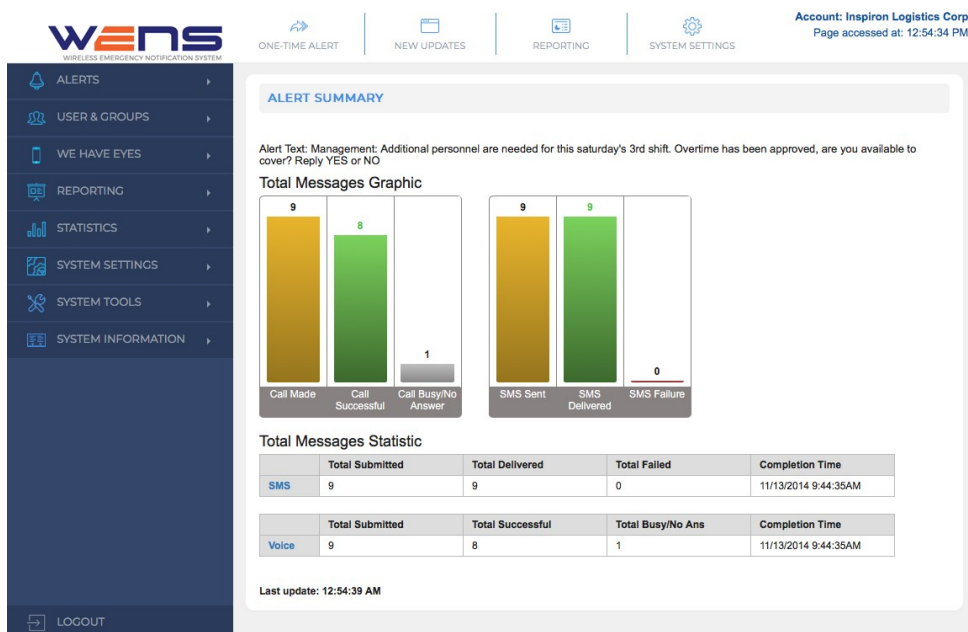 WENS
WIRELESS EMERGENCY NOTIFICATION SYSTEM
ONE-TIME ALERT
NEW UPDATES
REPORTING
SYSTEM SETTINGS
Account: Inspiron Logistics Corp
Page accessed at: 12:54:34 PM
ALERTS
USER & GROUPS
WE HAVE EYES
REPORTING
STATISTICS
SYSTEM SETTINGS
SYSTEM TOOLS
SYSTEM INFORMATION
LOGOUT
ALERT SUMMARY
Alert Text: Management: Additional personnel are needed for this saturday's 3rd shift. Overtime has been approved, are you available to
cover? Reply YES or NO
Total Messages Graphic
9
8
1
Call Made
Call
Successful
Call Busy/No
Answer
9
9
0
SMS Sent
SMS
Delivered
SMS Failure
Total Messages Statistic
Total Submitted Total Delivered Total Failed Completion Time
SMS 9 9 0 11/13/2014 9:44:35AM
Total Submitted Total Successful Total Busy/No Ans Completion Time
Voice 9 8 1 11/13/2014 9:44:35AM
Last update: 12:54:39 AM